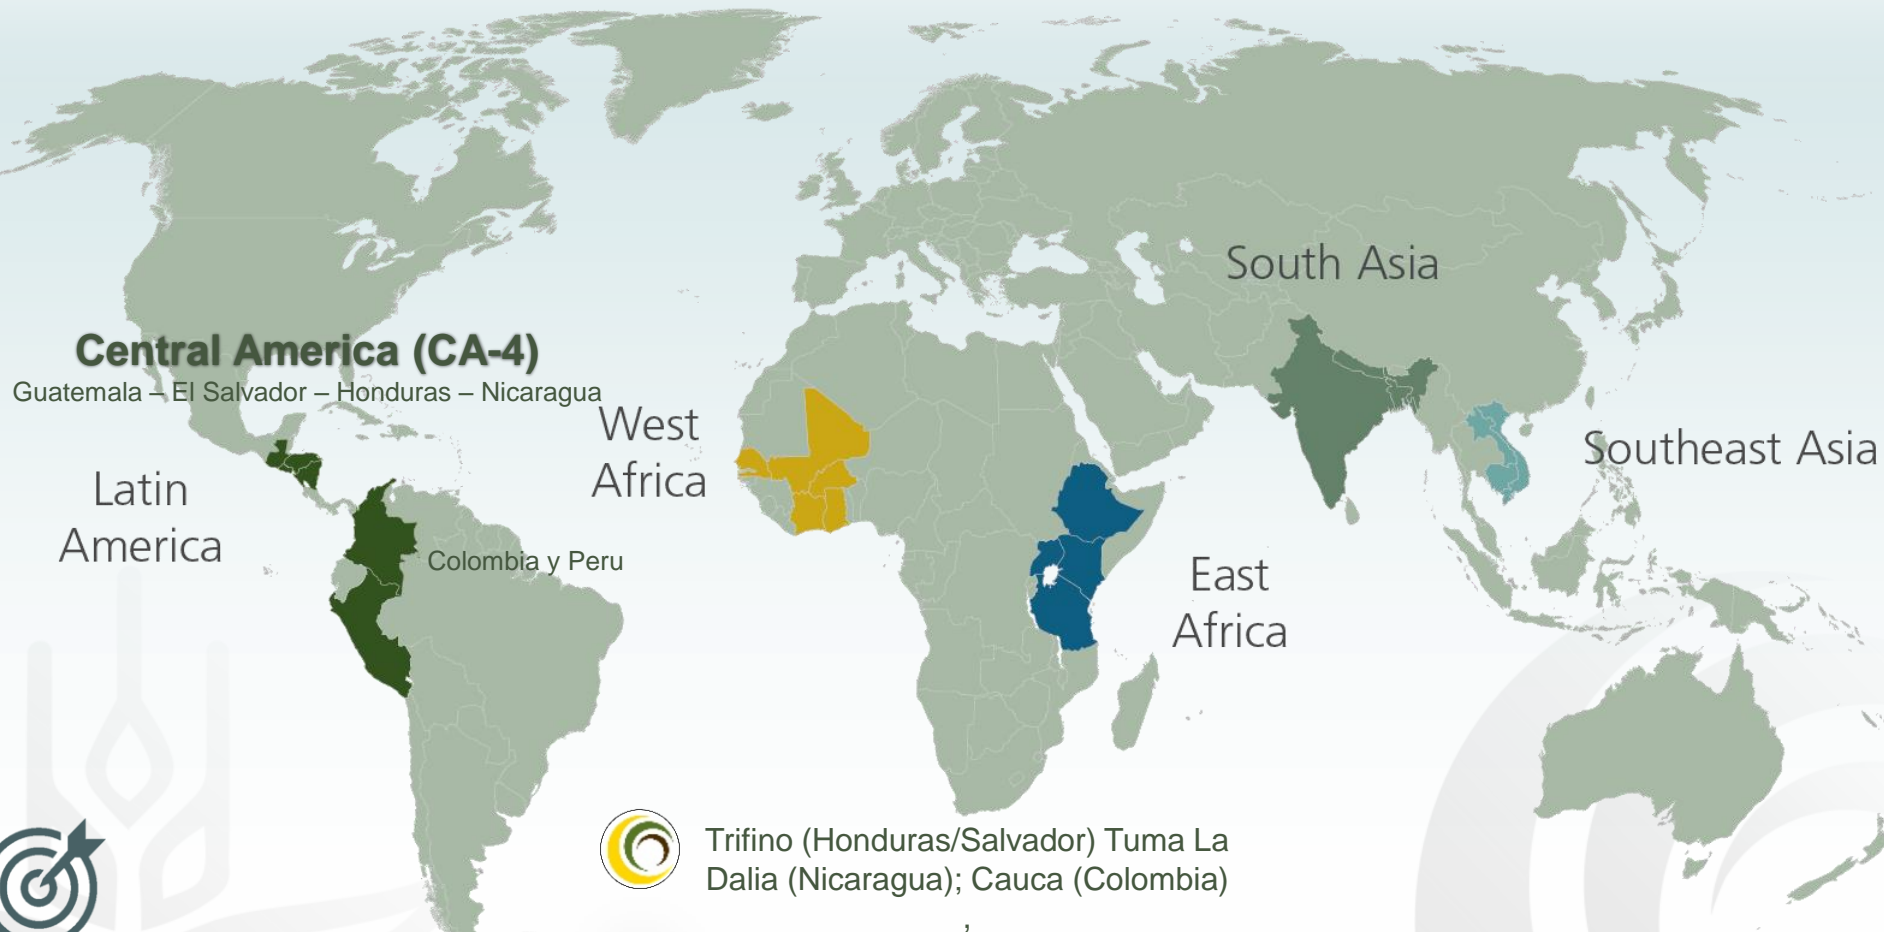 South Asia
Central America (CA-4)
Guatemala – El Salvador – Honduras – Nicaragua
West
Africa
Southeast Asia
Latin
America
Colombia y Peru
East
Africa
Trifino (Honduras/Salvador) Tuma La
Dalia (Nicaragua); Cauca (Colombia)
,